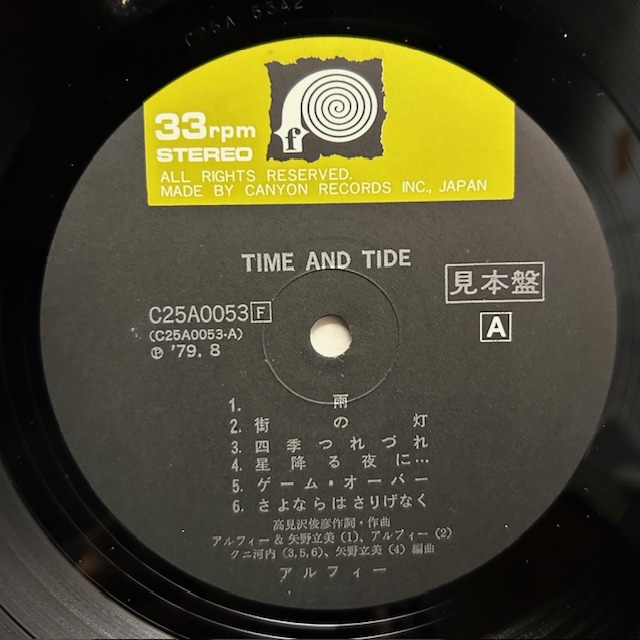 C25A 53A2
f
33rpm
STEREO
ALL RIGHTS RESERVED.
MADE BY CANYON RECORDS INC., JAPAN
TIME AND TIDE
見本盤
C25A0053 F
(C25A0053-A)
Ⓟ '79. 8
A
1. 雨
2. 街の灯
3. 四季つれづれ
4. 星降る夜に…
5. ゲーム・オーバー
6. さよならはさりげなく
高見沢俊彦作詞・作曲
アルフィー&矢野立美(1)、アルフィー(2)
クニ河内(3,5,6)、矢野立美(4)編曲
アルフィー